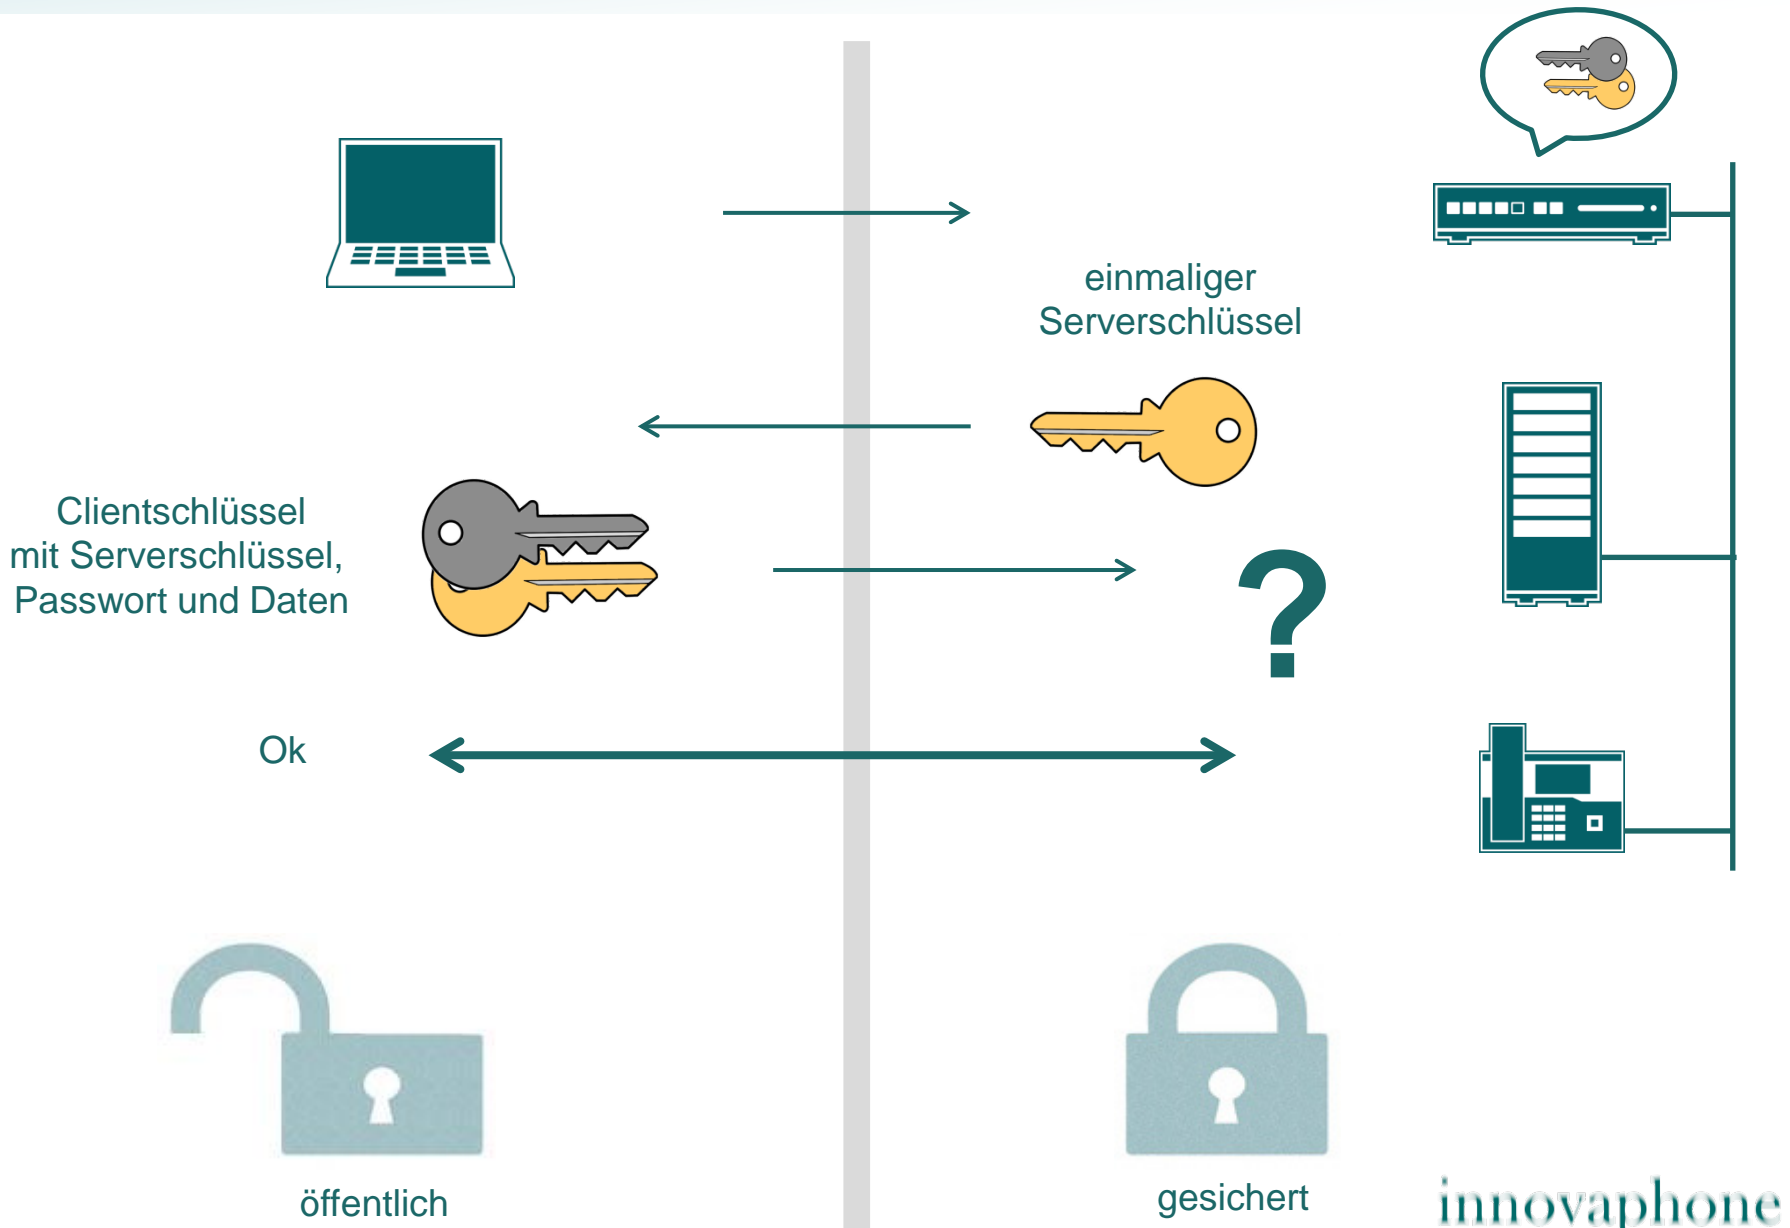 einmaliger
Serverschlüssel
Clientschlüssel
mit Serverschlüssel,
Passwort und Daten
?
Ok
öffentlich
gesichert
innovaphone